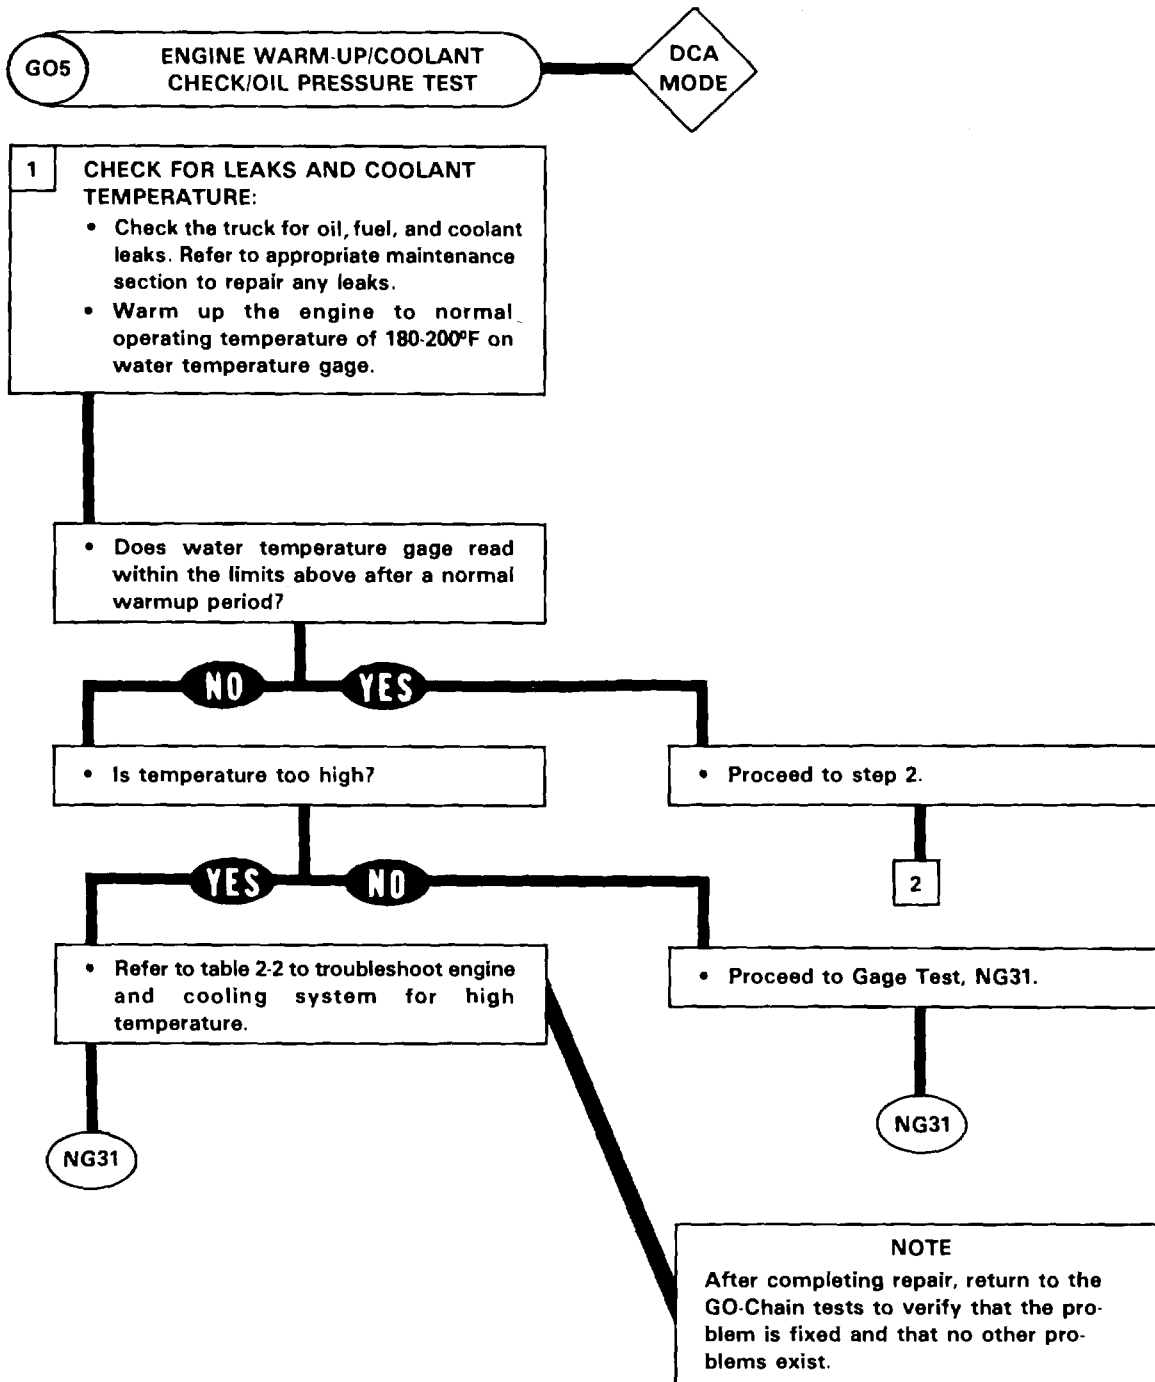 GO5
ENGINE WARM-UP/COOLANT
CHECK/OIL PRESSURE TEST
DCA
MODE
1
CHECK FOR LEAKS AND COOLANT
TEMPERATURE:
• Check the truck for oil, fuel, and coolant
leaks. Refer to appropriate maintenance
section to repair any leaks.
• Warm up the engine to normal
operating temperature of 180-200ºF on
water temperature gage.
• Does water temperature gage read
within the limits above after a normal
warmup period?
NO
YES
• Is temperature too high?
• Proceed to step 2.
YES
NO
2
• Refer to table 2-2 to troubleshoot engine
and cooling system for high
temperature.
• Proceed to Gage Test, NG31.
NG31
NG31
NOTE
After completing repair, return to the
GO-Chain tests to verify that the pro-
blem is fixed and that no other pro-
blems exist.